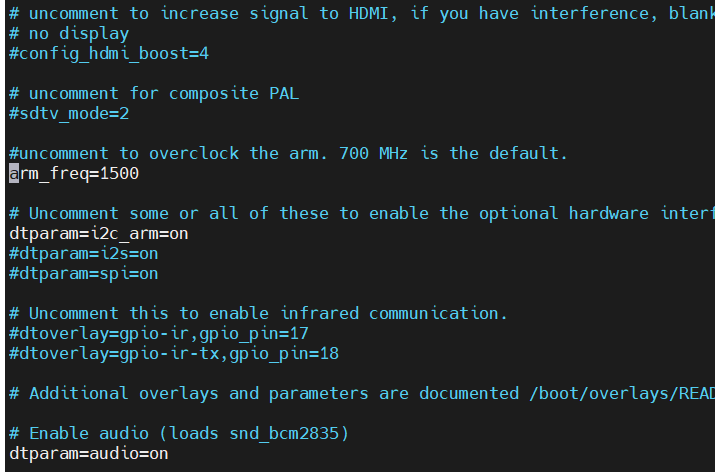 # uncomment to increase signal to HDMI, if you have interference, blank
# no display
#config_hdmi_boost=4
# uncomment for composite PAL
#sdtv_mode=2
#uncomment to overclock the arm. 700 MHz is the default.
arm_freq=1500
# Uncomment some or all of these to enable the optional hardware interf
dtparam=i2c_arm=on
#dtparam=i2s=on
#dtparam=spi=on
# Uncomment this to enable infrared communication.
#dtoverlay=gpio-ir,gpio_pin=17
#dtoverlay=gpio-ir-tx,gpio_pin=18
# Additional overlays and parameters are documented /boot/overlays/READ
# Enable audio (loads snd_bcm2835)
dtparam=audio=on